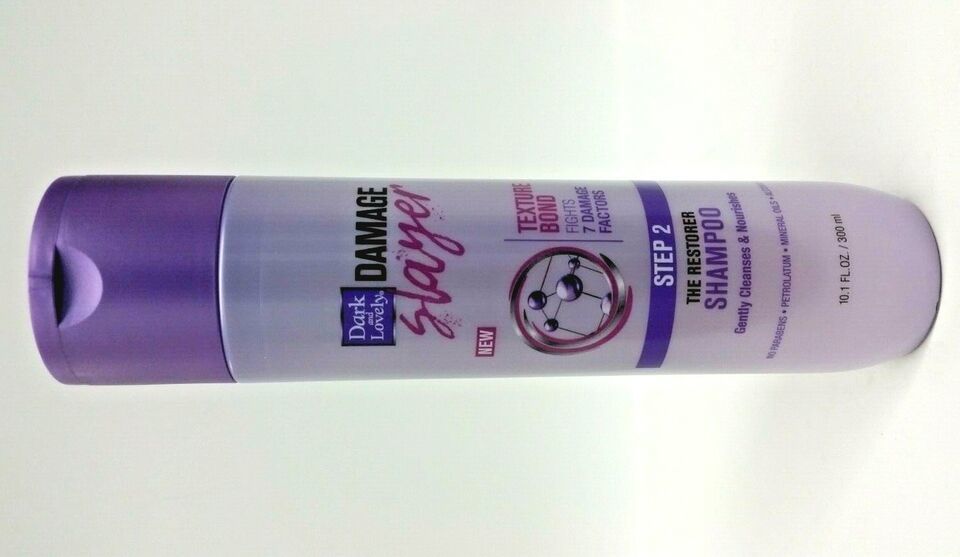 Dark
and
Lovely®
DAMAGE
Slayer
NEW
TEXTURE
BOND
FIGHTS
7 DAMAGE
FACTORS
STEP 2
THE RESTORER
SHAMPOO
Gently Cleanses & Nourishes
NO PARABENS • PETROLATUM • MINERAL OILS •
10.1 FL.OZ. / 300 ml